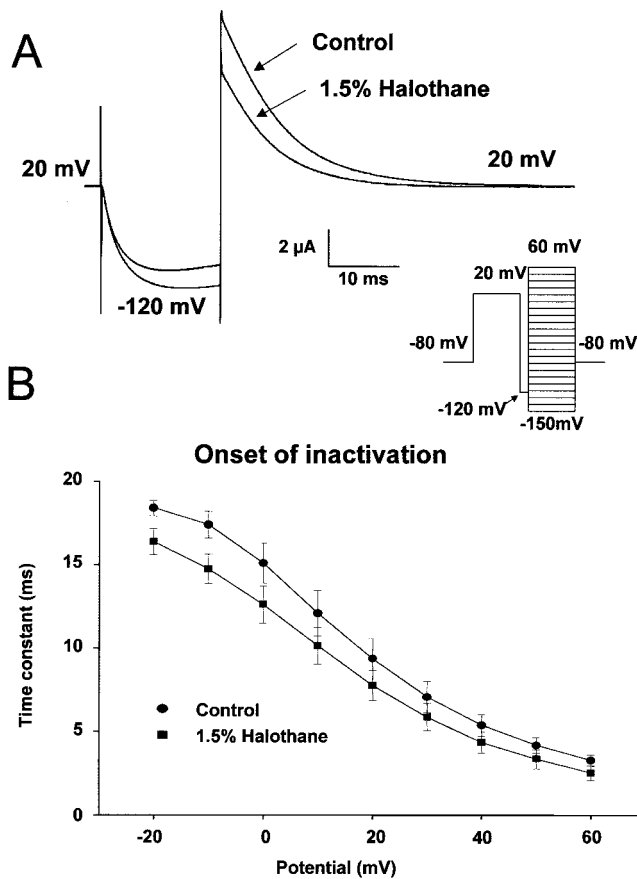 A
Control
1.5% Halothane
20 mV
20 mV
-120 mV
2 µA
10 ms
60 mV
20 mV
-80 mV
-80 mV
-120 mV
-150mV
B
Onset of inactivation
20
15
10
5
0
Time constant (ms)
Control
1.5% Halothane
-20
0
20
40
60
Potential (mV)